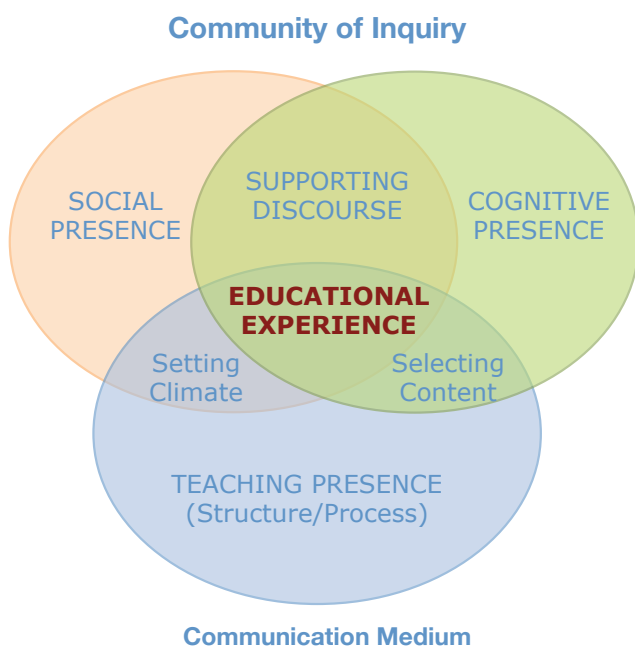 Community of Inquiry
SOCIAL
PRESENCE
SUPPORTING
DISCOURSE
COGNITIVE
PRESENCE
EDUCATIONAL
EXPERIENCE
Setting
Climate
Selecting
Content
TEACHING PRESENCE
(Structure/Process)
Communication Medium